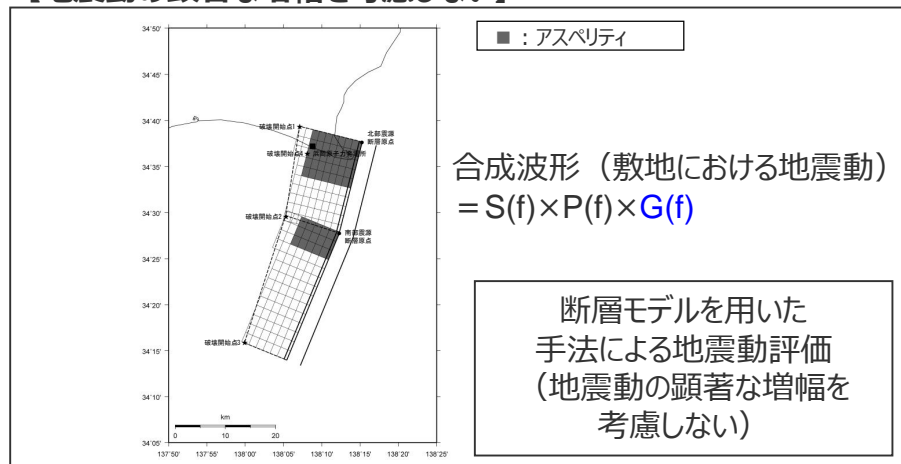 【地震動の顕著な増幅を考慮しない】
■：アスペリティ
34˚50'
34˚45'
34˚40'
34˚35'
34˚30'
34˚25'
34˚20'
34˚15'
34˚10'
34˚05'
破壊開始点1
北部震源
断層原点
破壊開始点4
破壊開始点2
南部震源
断層原点
破壊開始点3
km
0 10 20
137˚50' 137˚55' 138˚00' 138˚05' 138˚10' 138˚15' 138˚20' 138˚25'
合成波形（敷地における地震動）
＝S(f)×P(f)×G(f)
断層モデルを用いた
手法による地震動評価
（地震動の顕著な増幅を
考慮しない）